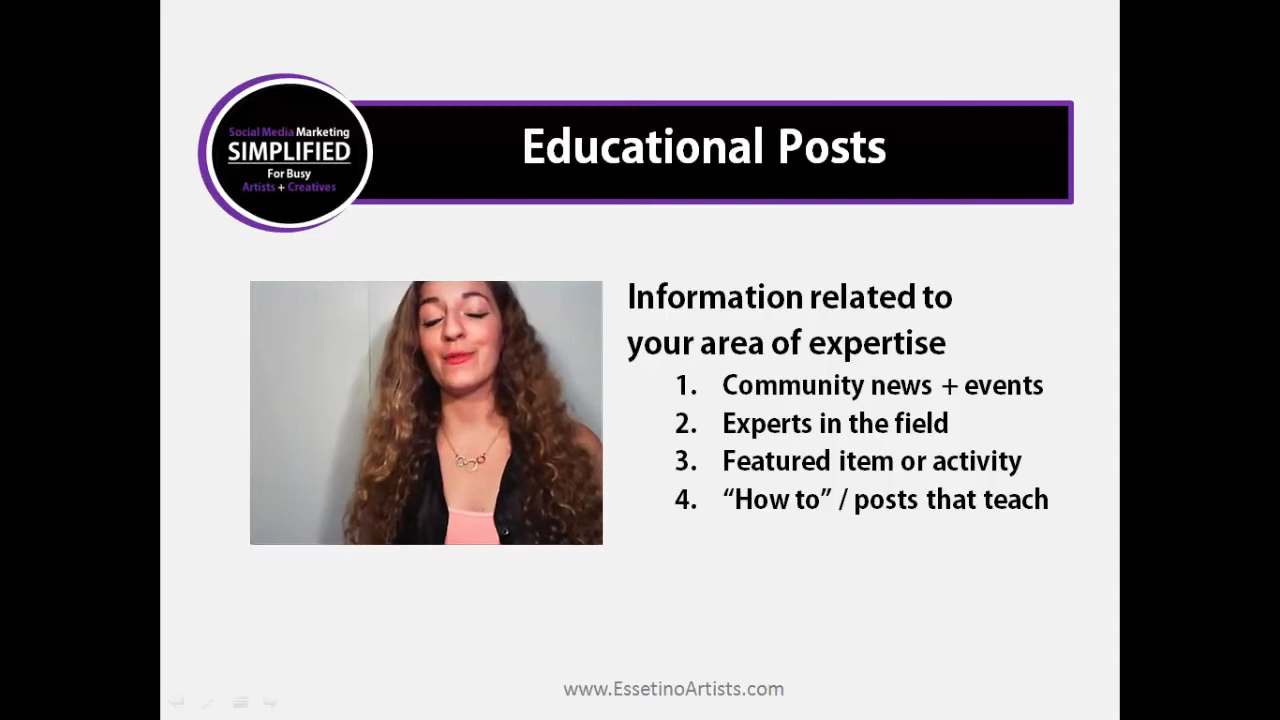 Social Media Marketing
SIMPLIFIED
For Busy
Artists + Creatives
Educational Posts
Information related to
your area of expertise
1. Community news + events
2. Experts in the field
3. Featured item or activity
4. “How to” / posts that teach
www.EssetinoArtists.com